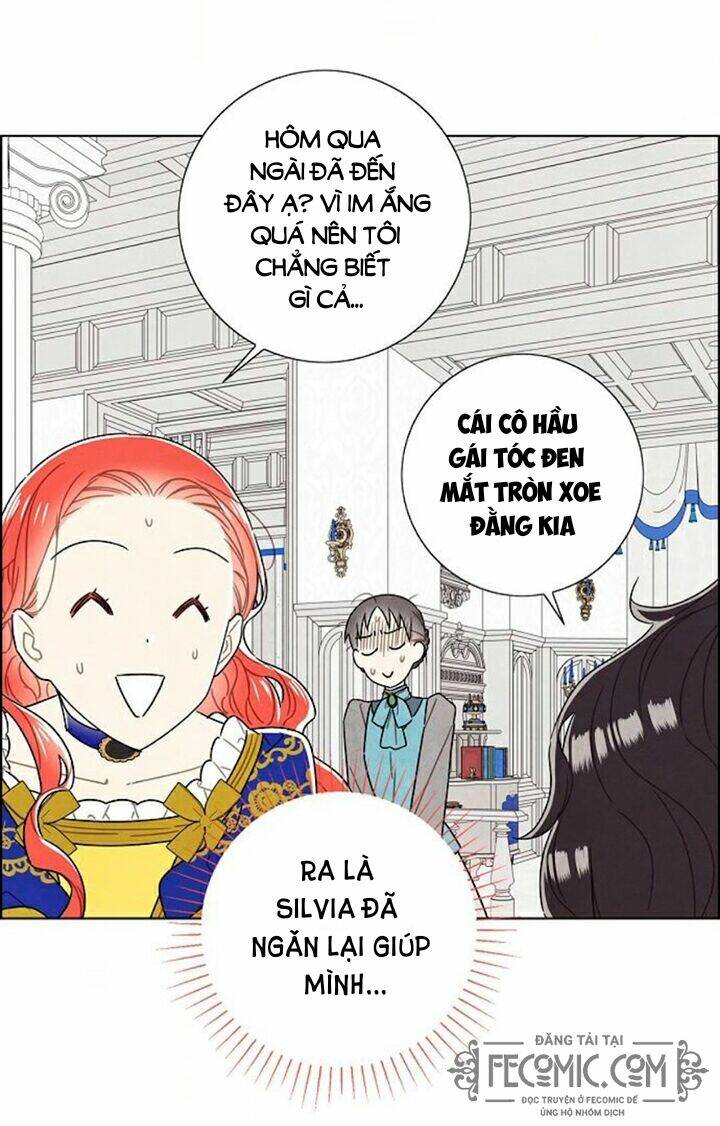 HÔM QUA
NGÀI ĐÃ ĐẾN
ĐÂY Ạ? VÌ IM ẮNG
QUÁ NÊN TÔI
CHẲNG BIẾT
GÌ CẢ...
CÁI CÔ HẦU
GÁI TÓC ĐEN
MẮT TRÒN XOE
ĐẰNG KIA
RA LÀ
SILVIA ĐÃ
NGĂN LẠI GIÚP
MÌNH...
ĐĂNG TẢI TẠI
FECOMIC.COM
ĐỌC TRUYỆN Ở FECOMIC ĐỂ
ỦNG HỘ NHÓM DỊCH